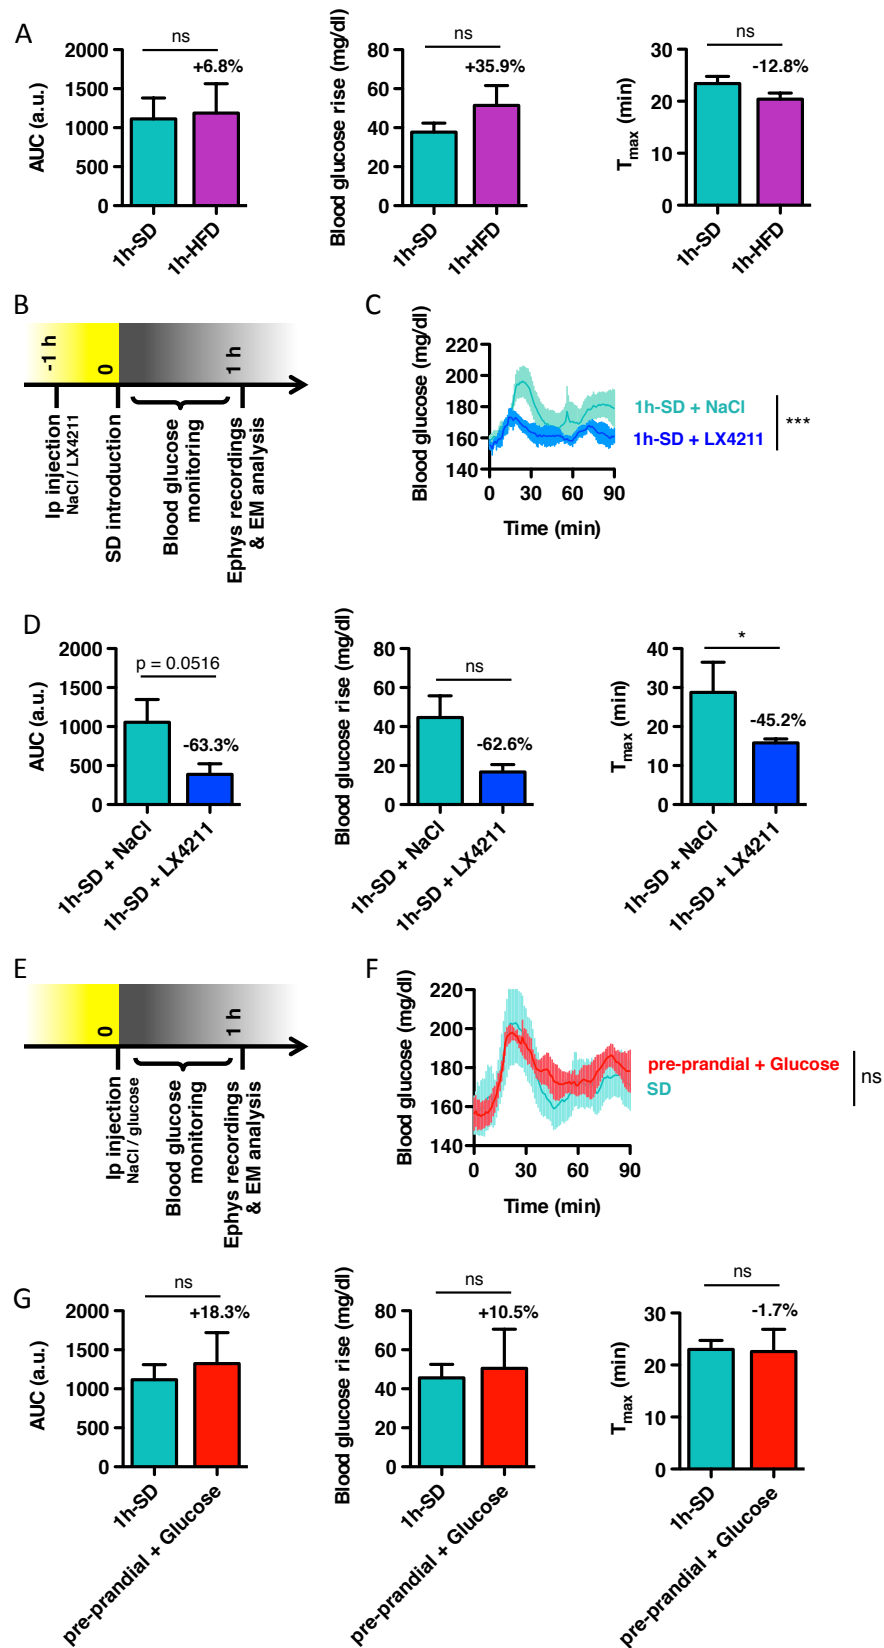 A
AUC (a.u.)
2000
1500
1000
500
0
ns
+6.8%
1h-SD
1h-HFD
Blood glucose rise (mg/dl)
80
60
40
20
0
ns
+35.9%
1h-SD
1h-HFD
Tmax (min)
30
20
10
0
ns
-12.8%
1h-SD
1h-HFD
B
-1 h
0
1 h
Ip injection
NaCl / LX4211
SD introduction
Blood glucose
monitoring
Ephys recordings
& EM analysis
C
Blood glucose (mg/dl)
220
200
180
160
140
0
30
60
90
Time (min)
1h-SD + NaCl
1h-SD + LX4211
***
D
AUC (a.u.)
2000
1500
1000
500
0
p = 0.0516
-63.3%
1h-SD + NaCl
1h-SD + LX4211
Blood glucose rise (mg/dl)
80
60
40
20
0
ns
-62.6%
1h-SD + NaCl
1h-SD + LX4211
Tmax (min)
40
30
20
10
0
*
-45.2%
1h-SD + NaCl
1h-SD + LX4211
E
0
1 h
Ip injection
NaCl / glucose
Blood glucose
monitoring
Ephys recordings
& EM analysis
F
Blood glucose (mg/dl)
220
200
180
160
140
0
30
60
90
Time (min)
pre-prandial + Glucose
SD
ns
G
AUC (a.u.)
2000
1500
1000
500
0
ns
+18.3%
1h-SD
pre-prandial + Glucose
Blood glucose rise (mg/dl)
80
60
40
20
0
ns
+10.5%
1h-SD
pre-prandial + Glucose
Tmax (min)
30
20
10
0
ns
-1.7%
1h-SD
pre-prandial + Glucose